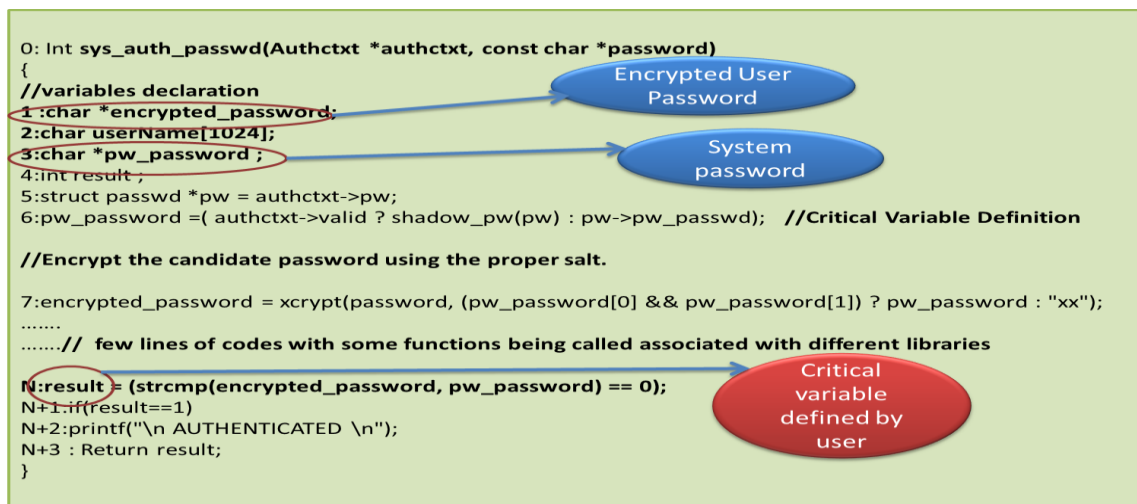 0: Int sys_auth_passwd(Authctxt *authctxt, const char *password)
{
//variables declaration
1 :char *encrypted_password;
2:char userName[1024];
3:char *pw_password ;
4:int result ;
5:struct passwd *pw = authctxt->pw;
6:pw_password =( authctxt->valid ? shadow_pw(pw) : pw->pw_passwd); //Critical Variable Definition
//Encrypt the candidate password using the proper salt.
7:encrypted_password = xcrypt(password, (pw_password[0] && pw_password[1]) ? pw_password : "xx");
.......
.......// few lines of codes with some functions being called associated with different libraries
N:result = (strcmp(encrypted_password, pw_password) == 0);
N+1:if(result==1)
N+2:printf("\n AUTHENTICATED \n");
N+3 : Return result;
}
Encrypted User
Password
System
password
Critical
variable
defined by
user